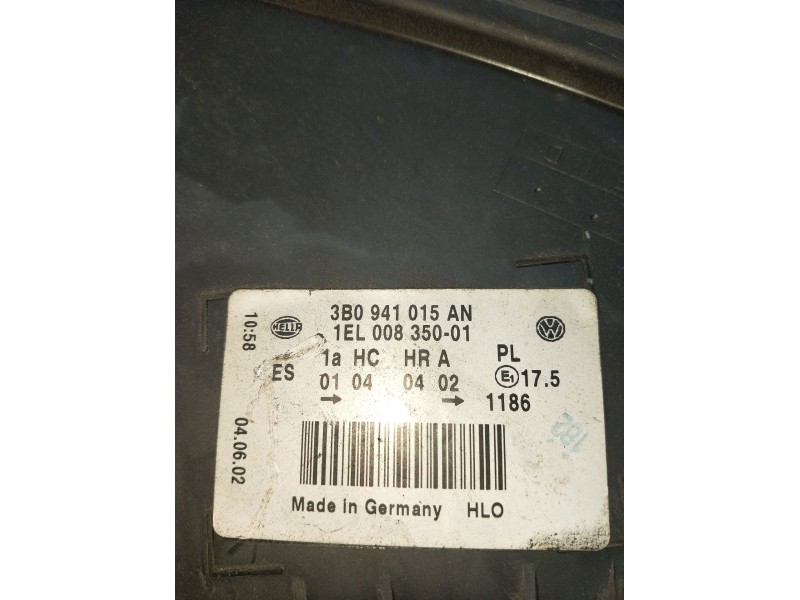 3B0 941 015 AN
HELLA
1EL 008 350-01
1a HC HR A PL
ES
01 04 04 02 E1 17.5
→ → 1186
182
Made in Germany HLO
10:58
04.06.02